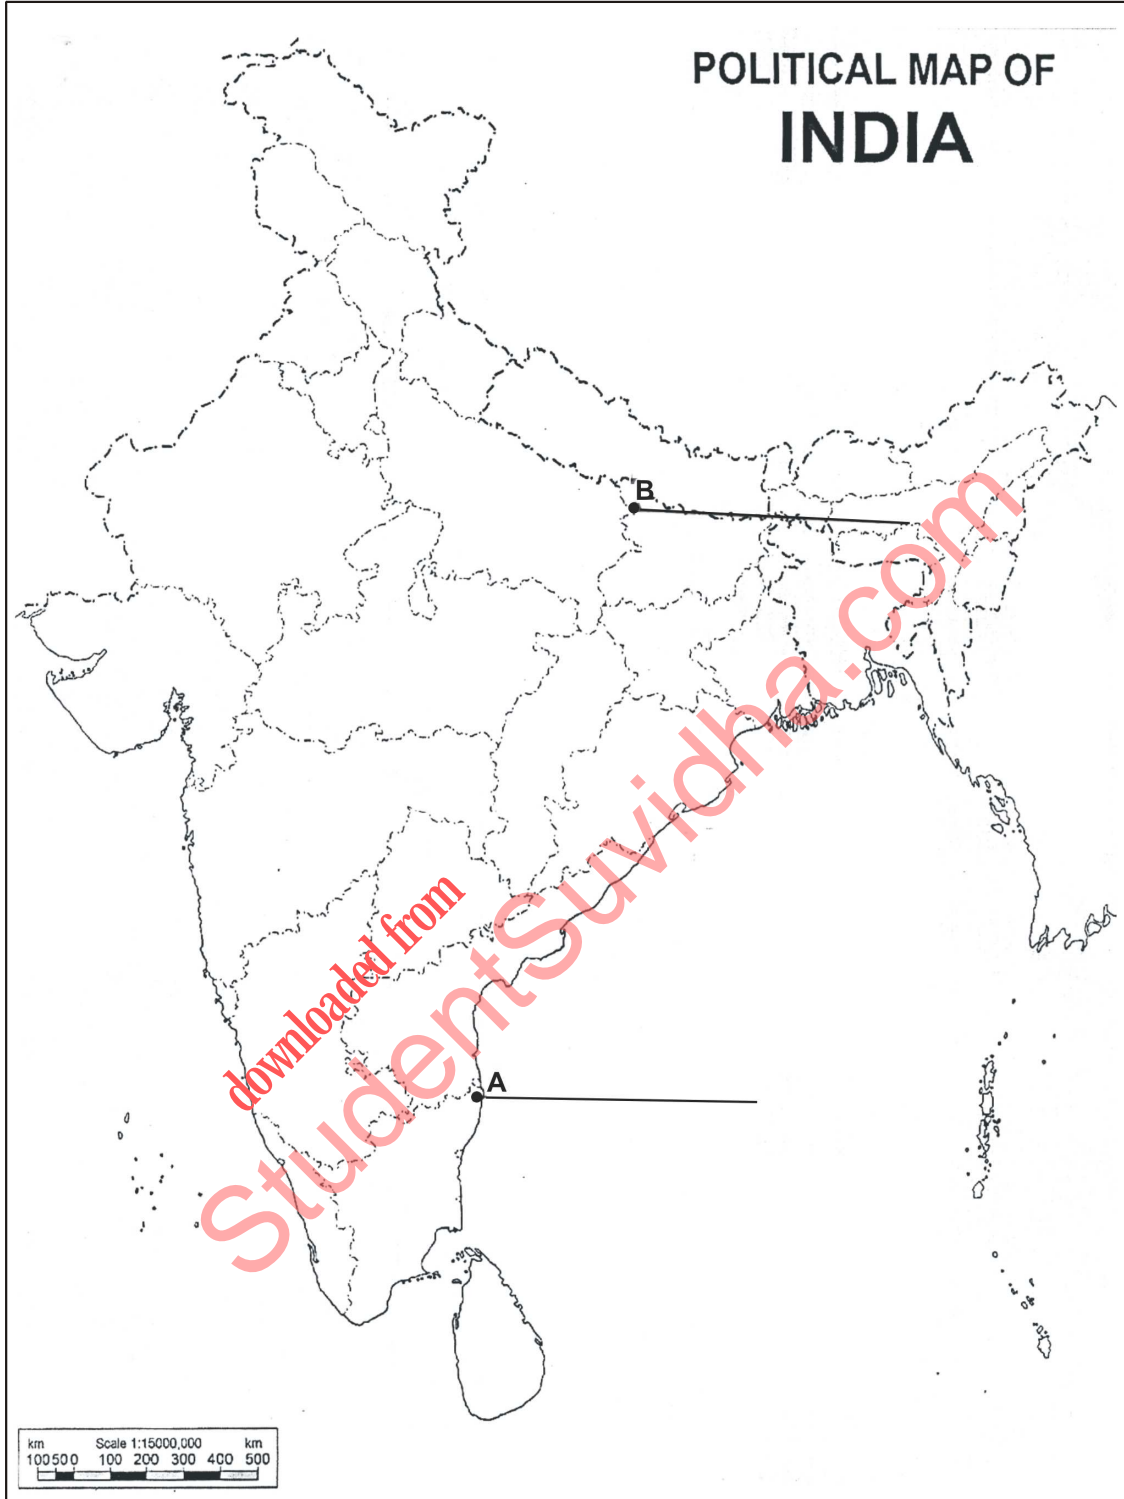 POLITICAL MAP OF
INDIA
B
downloaded from
StudentSuvidha.com
A
km Scale 1:15000,000 km
100 50 0 100 200 300 400 500